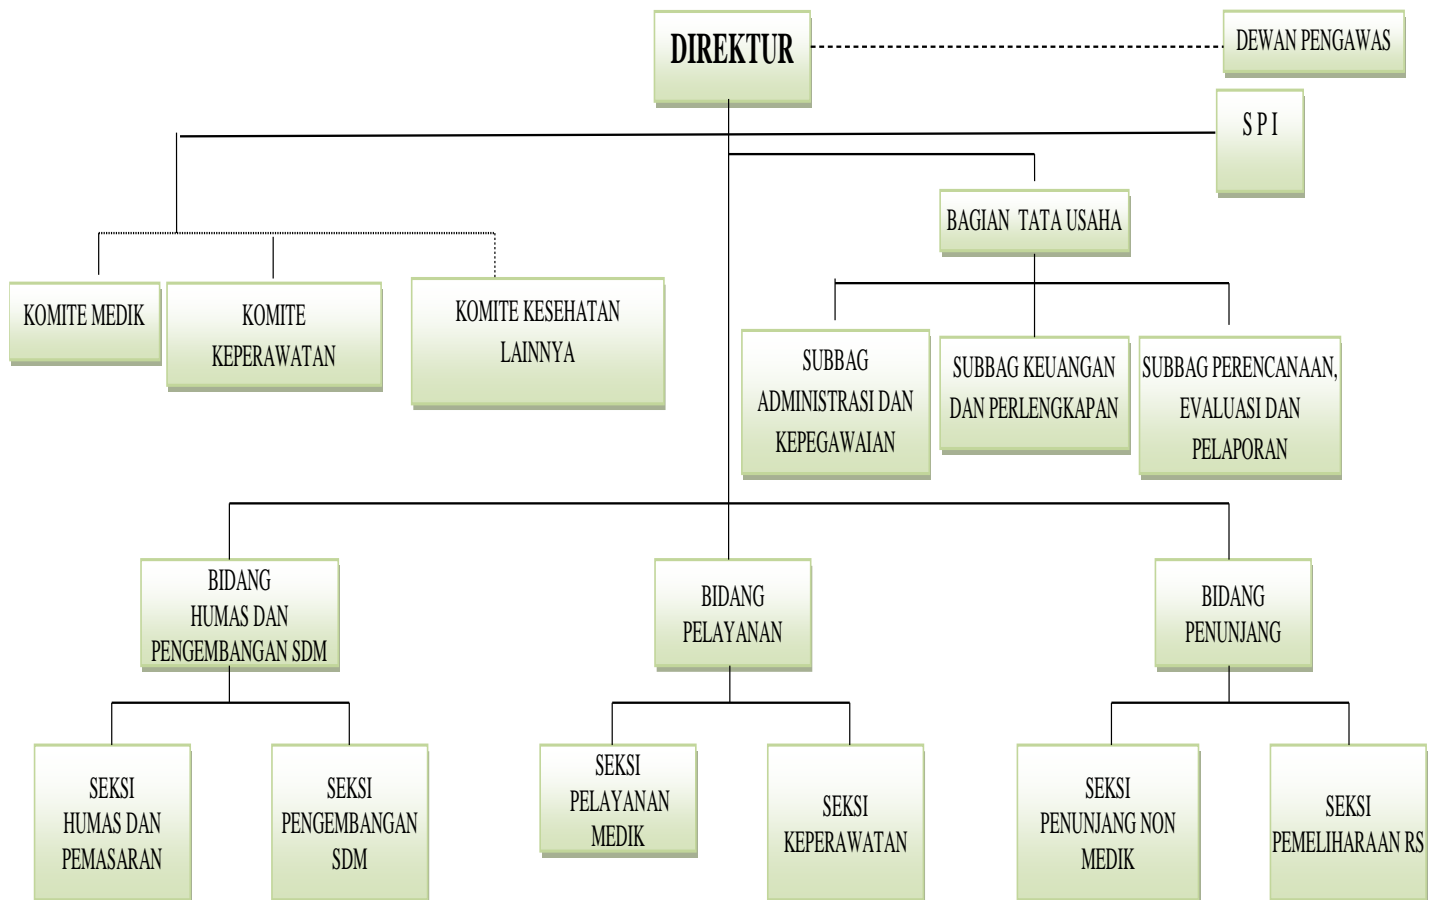 DIREKTUR
DEWAN PENGAWAS
S P I
BAGIAN TATA USAHA
KOMITE MEDIK
KOMITE
KEPERAWATAN
KOMITE KESEHATAN
LAINNYA
SUBBAG
ADMINISTRASI DAN
KEPEGAWAIAN
SUBBAG KEUANGAN
DAN PERLENGKAPAN
SUBBAG PERENCANAAN,
EVALUASI DAN
PELAPORAN
BIDANG
HUMAS DAN
PENGEMBANGAN SDM
BIDANG
PELAYANAN
BIDANG
PENUNJANG
SEKSI
HUMAS DAN
PEMASARAN
SEKSI
PENGEMBANGAN
SDM
SEKSI
PELAYANAN
MEDIK
SEKSI
KEPERAWATAN
SEKSI
PENUNJANG NON
MEDIK
SEKSI
PEMELIHARAAN RS